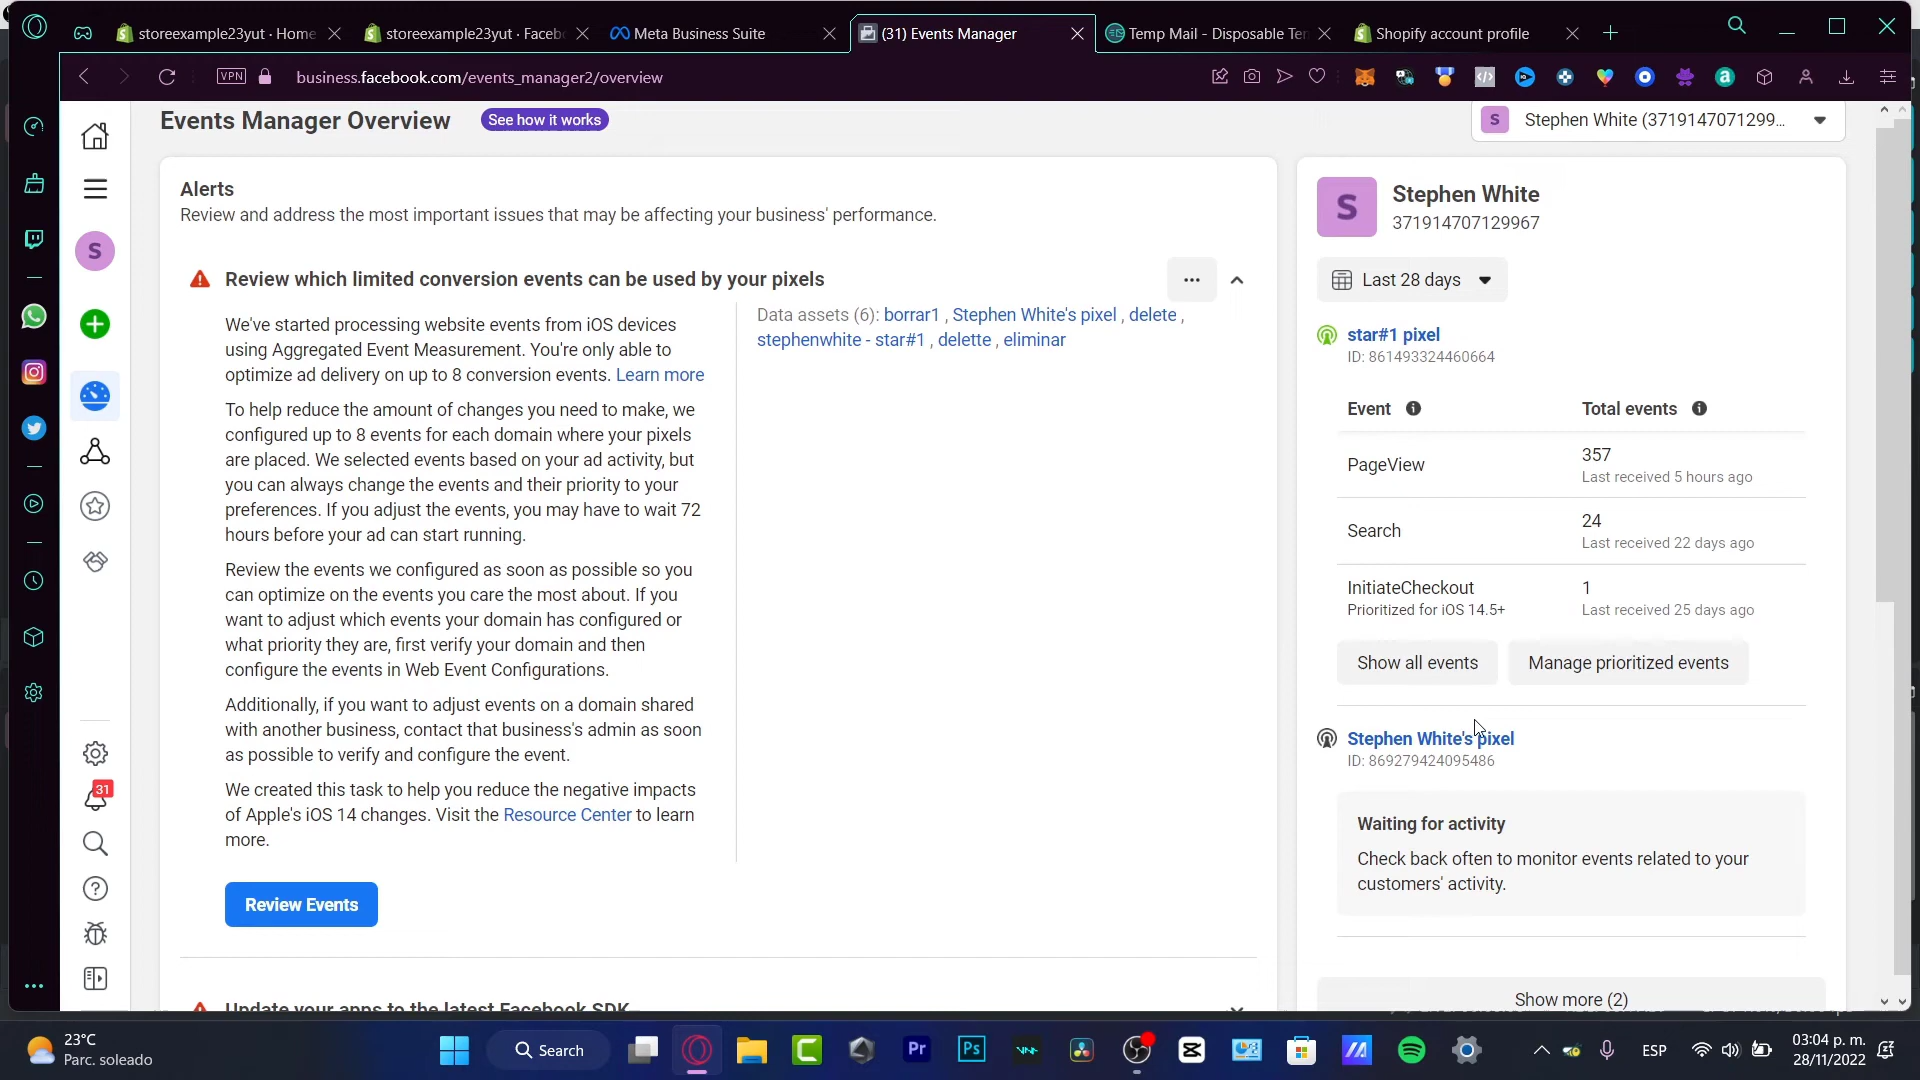 storeexample23yut · Home
storeexample23yut · Faceb
Meta Business Suite
(31) Events Manager
Temp Mail - Disposable Te
Shopify account profile
VPN
business.facebook.com/events_manager2/overview
Events Manager Overview
See how it works
S
Stephen White (3719147071299...
Alerts
Review and address the most important issues that may be affecting your business' performance.
Review which limited conversion events can be used by your pixels
We've started processing website events from iOS devices
using Aggregated Event Measurement. You're only able to
optimize ad delivery on up to 8 conversion events. Learn more
To help reduce the amount of changes you need to make, we
configured up to 8 events for each domain where your pixels
are placed. We selected events based on your ad activity, but
you can always change the events and their priority to your
preferences. If you adjust the events, you may have to wait 72
hours before your ad can start running.
Review the events we configured as soon as possible so you
can optimize on the events you care the most about. If you
want to adjust which events your domain has configured or
what priority they are, first verify your domain and then
configure the events in Web Event Configurations.
Additionally, if you want to adjust events on a domain shared
with another business, contact that business's admin as soon
as possible to verify and configure the event.
We created this task to help you reduce the negative impacts
of Apple's iOS 14 changes. Visit the Resource Center to learn
more.
Data assets (6): borrar1 , Stephen White's pixel , delete ,
stephenwhite - star#1 , delette , eliminar
Review Events
Update your apps to the latest Facebook SDK
S
Stephen White
371914707129967
Last 28 days
star#1 pixel
ID: 861493324460664
Event
Total events
PageView
357
Last received 5 hours ago
Search
24
Last received 22 days ago
InitiateCheckout
Prioritized for iOS 14.5+
1
Last received 25 days ago
Show all events
Manage prioritized events
Stephen White's pixel
ID: 869279424095486
Waiting for activity
Check back often to monitor events related to your
customers' activity.
Show more (2)
S
31
23°C
Parc. soleado
Search
Pr
Ps
ESP
03:04 p. m.
28/11/2022